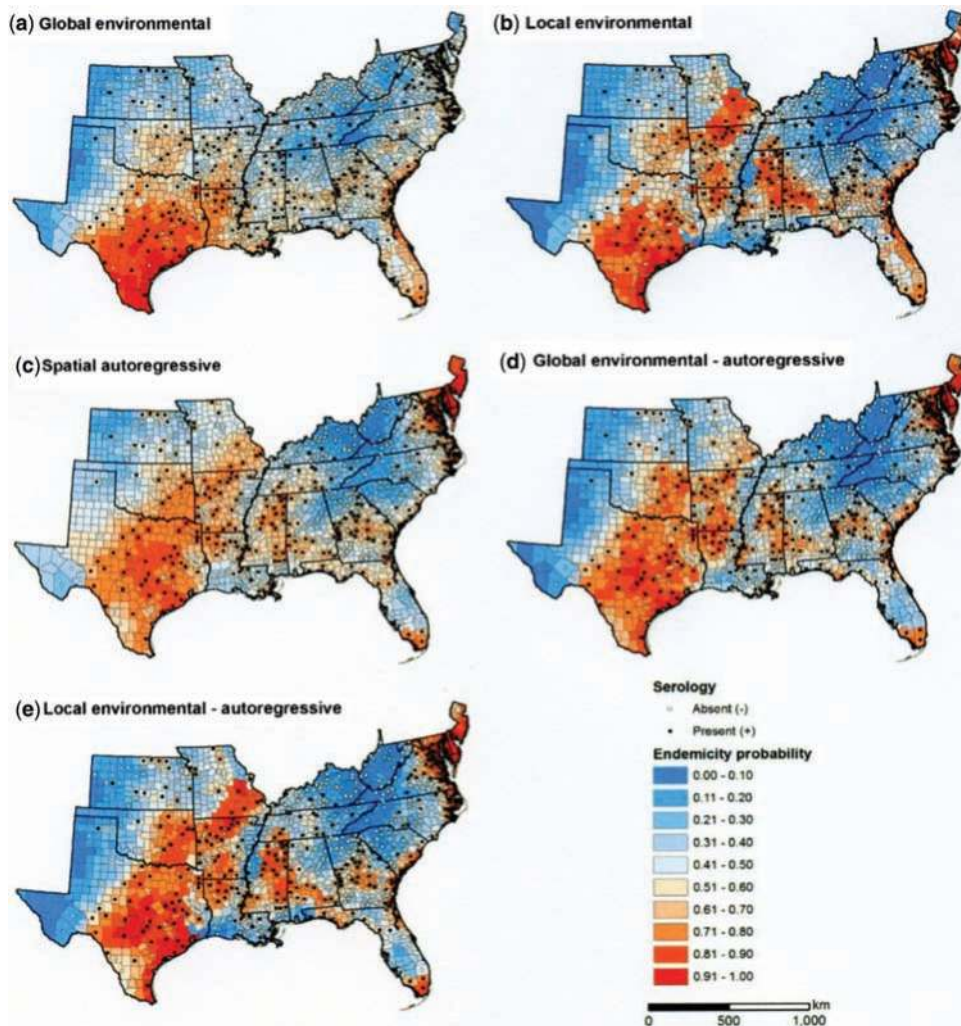 (a) Global environmental
(b) Local environmental
(c) Spatial autoregressive
(d) Global environmental - autoregressive
(e) Local environmental - autoregressive
Serology
Absent (-)
Present (+)
Endemicity probability
0.00 - 0.10
0.11 - 0.20
0.21 - 0.30
0.31 - 0.40
0.41 - 0.50
0.51 - 0.60
0.61 - 0.70
0.71 - 0.80
0.81 - 0.90
0.91 - 1.00
km
0 500 1,000